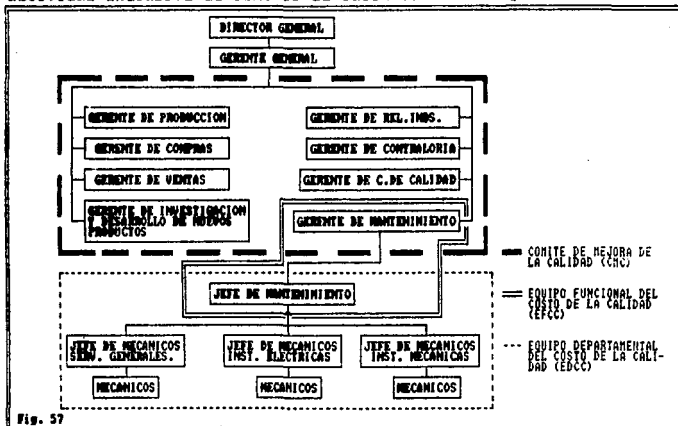 DIRECTOR GENERAL
GERENTE GENERAL
GERENTE DE PRODUCCION
GERENTE DE REL.INDS.
GERENTE DE COMPRAS
GERENTE DE CONTRALORIA
GERENTE DE VENTAS
GERENTE DE C.DE CALIDAD
GERENTE DE INVESTIGACION
Y DESARROLLO DE NUEVOS
PRODUCTOS
GERENTE DE MANTENIMIENTO
COMITE DE MEJORA DE
LA CALIDAD (CMC)
JEFE DE MANTENIMIENTO
EQUIPO FUNCIONAL DEL
COSTO DE LA CALIDAD
(EFCC)
JEFE DE MECANICOS
SERV. GENERALES.
JEFE DE MECANICOS
INST. ELECTRICAS
JEFE DE MECANICOS
INST. MECANICAS
EQUIPO DEPARTAMENTAL
DEL COSTO DE LA CALI-
DAD (EDCC)
MECANICOS
MECANICOS
MECANICOS
Fig. 57